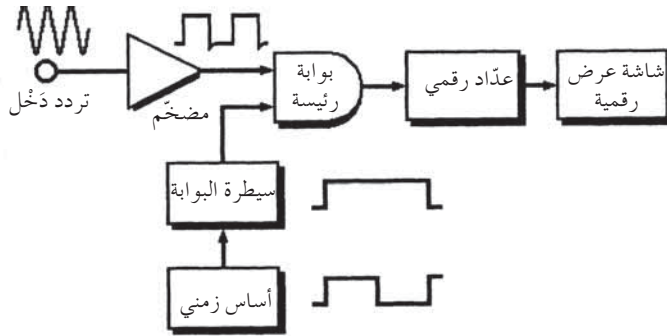 تردد دَخْل
مضخّم
بوابة
رئيسة
عدّاد رقمي
شاشة عرض
رقمية
سيطرة البوابة
أساس زمني